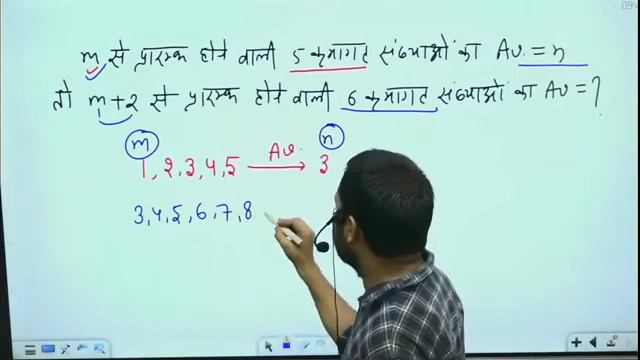 m से प्रारम्भ होने वाली 5 क्रमागत संख्याओं का Av = n
तो m+2 से प्रारम्भ होने वाली 6 क्रमागत संख्याओं का Av = ?
m n
1, 2, 3, 4, 5 Av. 3
3, 4, 5, 6, 7, 8